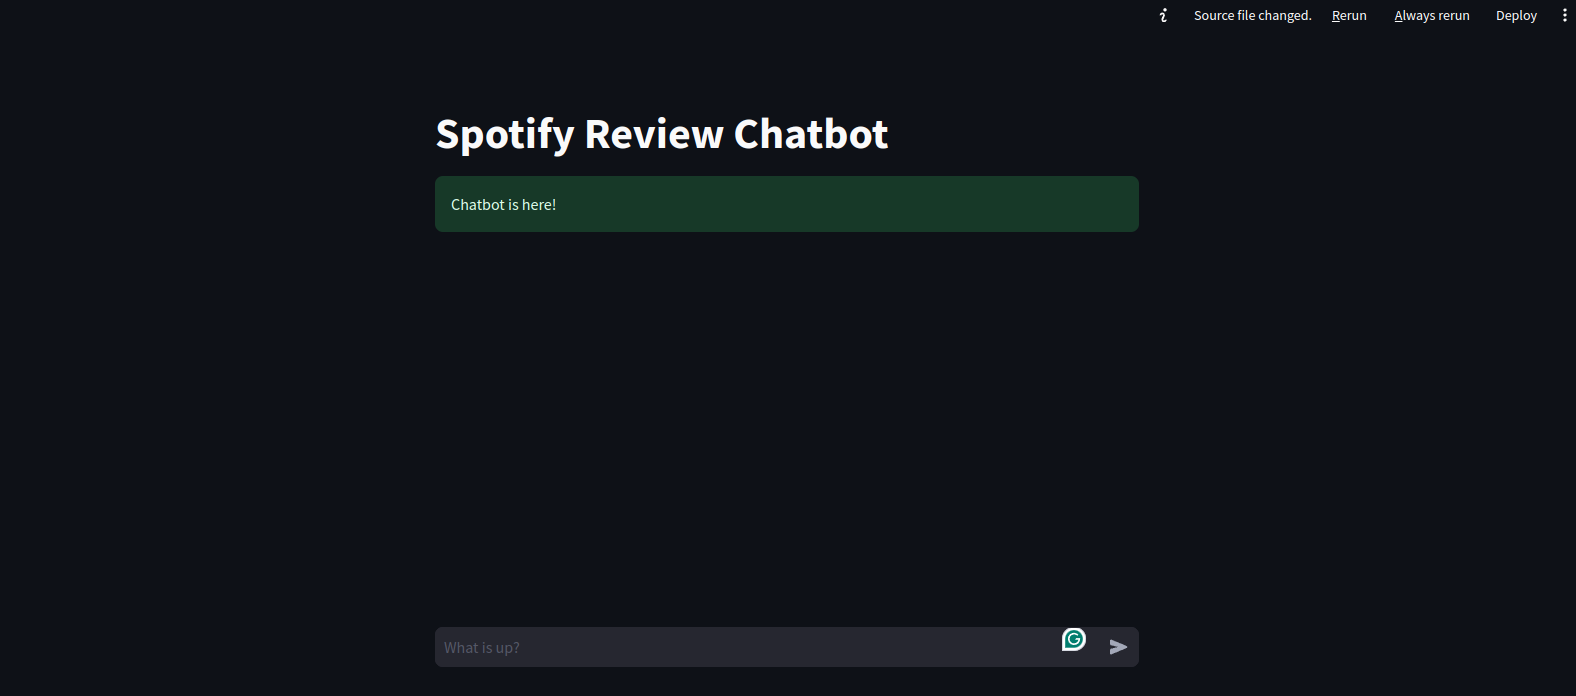 Source file changed. Rerun Always rerun Deploy
Spotify Review Chatbot
Chatbot is here!
What is up?